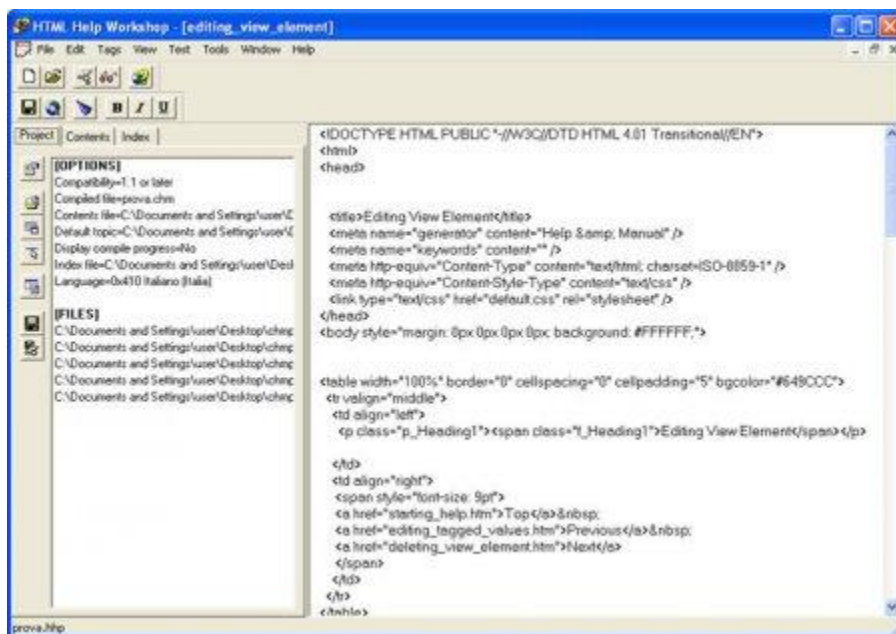 HTML Help Workshop - [editing_view_element]
File Edit Tags View Test Tools Window Help
B I U
Project Contents Index
[OPTIONS]
Compatibility=1.1 or later
Compiled file=prova.chm
Contents file=C:\Documents and Settings\user\D
Default topic=C:\Documents and Settings\user\D
Display compile progress=No
Index file=C:\Documents and Settings\user\Desk
Language=0x410 Italiano (Italia)
[FILES]
C:\Documents and Settings\user\Desktop\chmp
C:\Documents and Settings\user\Desktop\chmp
C:\Documents and Settings\user\Desktop\chmp
C:\Documents and Settings\user\Desktop\chmp
C:\Documents and Settings\user\Desktop\chmp
<!DOCTYPE HTML PUBLIC "-//W3C//DTD HTML 4.01 Transitional//EN">
<html>
<head>
<title>Editing View Element</title>
<meta name="generator" content="Help &amp; Manual" />
<meta name="keywords" content="" />
<meta http-equiv="Content-Type" content="text/html; charset=ISO-8859-1" />
<meta http-equiv="Content-Style-Type" content="text/css" />
<link type="text/css" href="default.css" rel="stylesheet" />
</head>
<body style="margin: 0px 0px 0px 0px; background: #FFFFFF;">
<table width="100%" border="0" cellspacing="0" cellpadding="5" bgcolor="#649CCC">
<tr valign="middle">
<td align="left">
<p class="p_Heading1"><span class="f_Heading1">Editing View Element</span></p>
</td>
<td align="right">
<span style="font-size: 9pt">
<a href="starting_help.htm">Top</a>&nbsp;
<a href="editing_tagged_values.htm">Previous</a>&nbsp;
<a href="deleting_view_element.htm">Next</a>
</span>
</td>
</tr>
</table>
prova.hhp